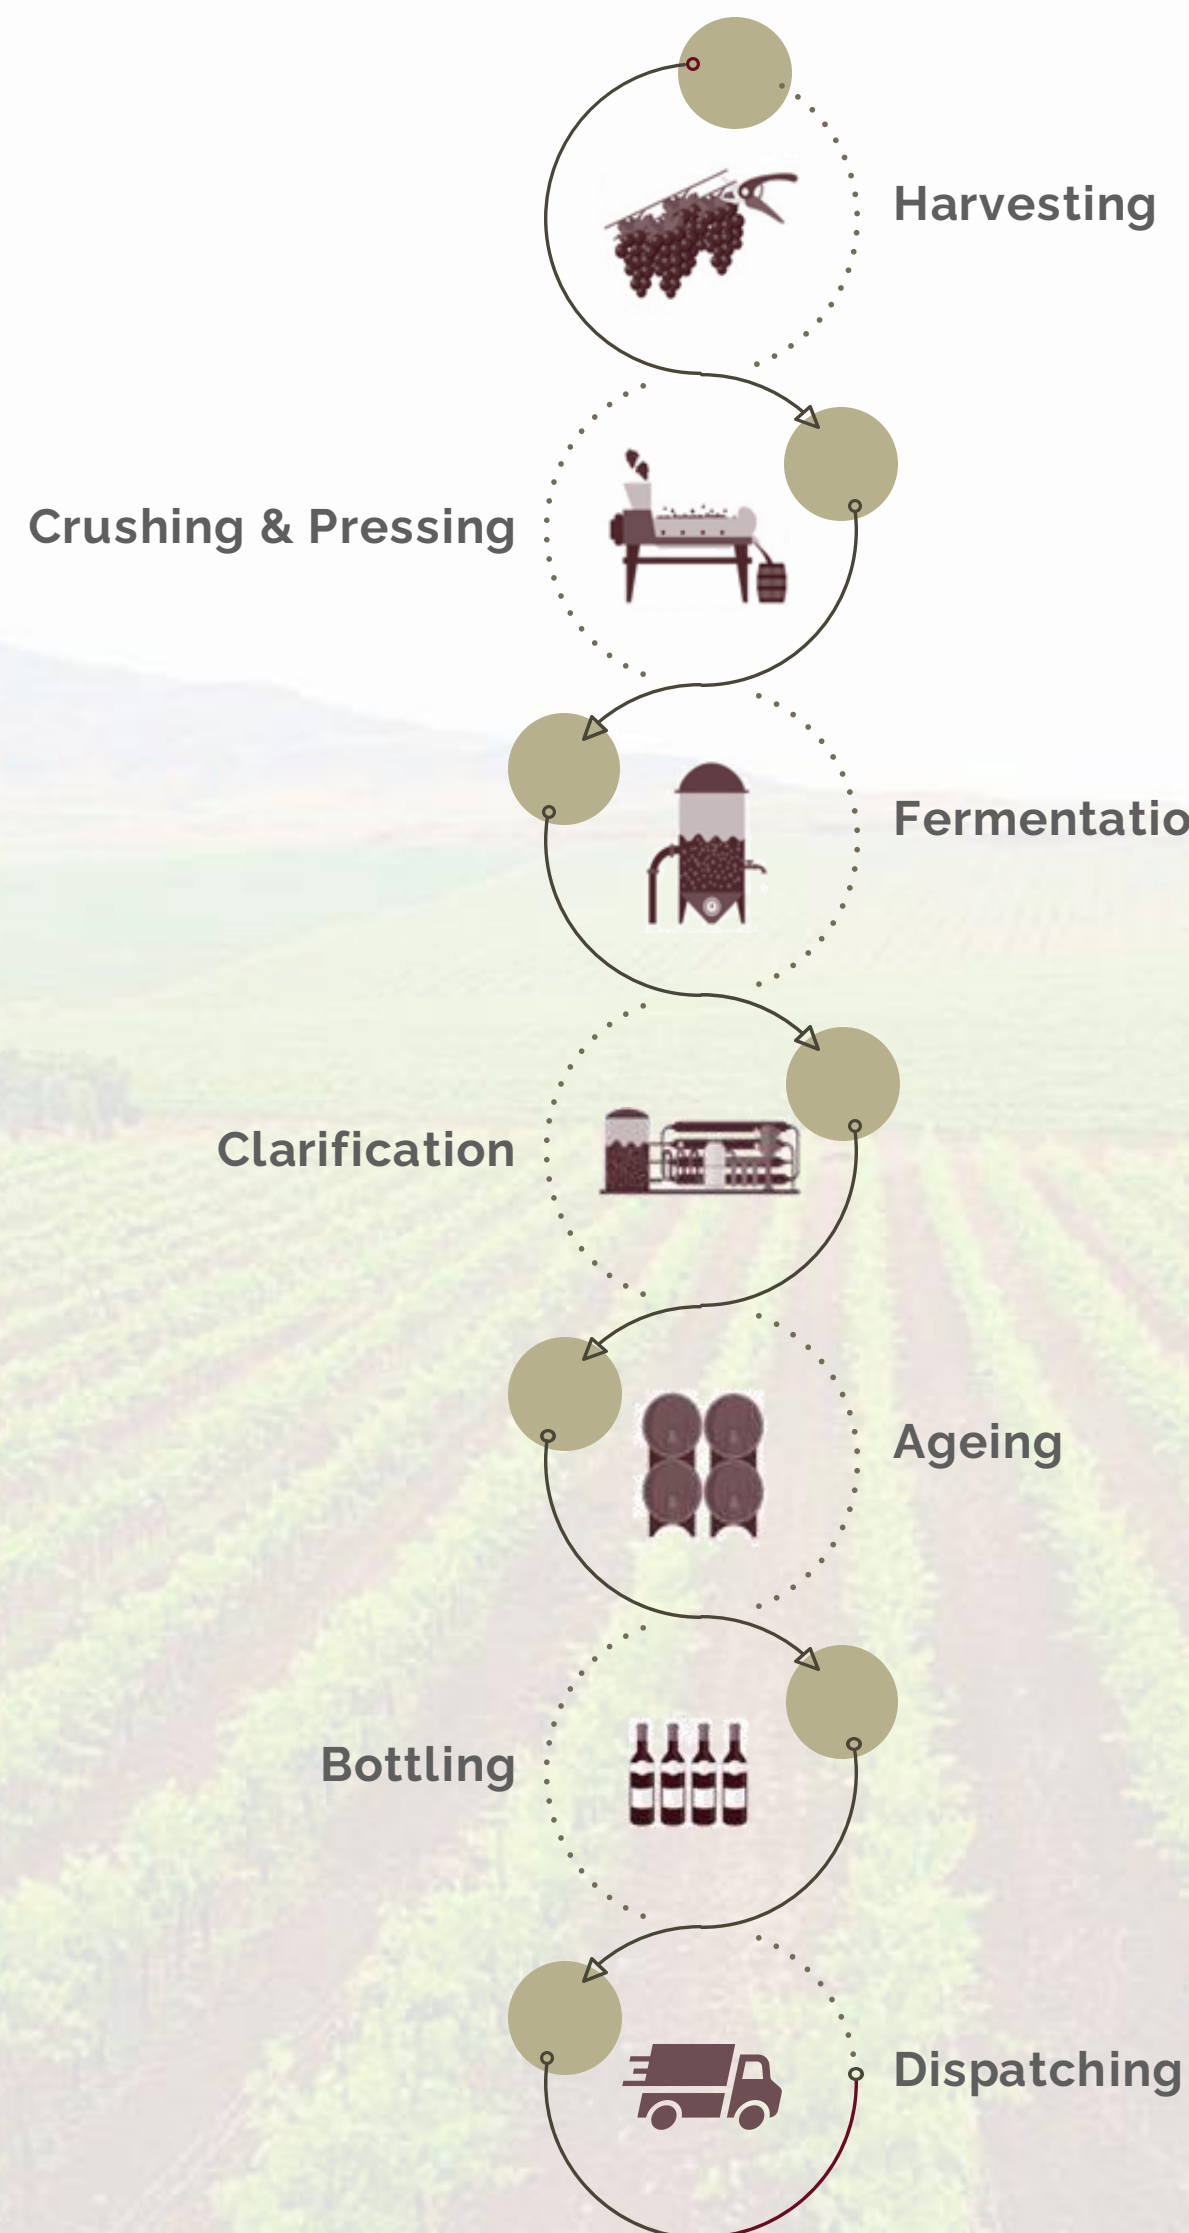 Harvesting
Crushing & Pressing
Fermentatio
Clarification
Ageing
Bottling
Dispatching